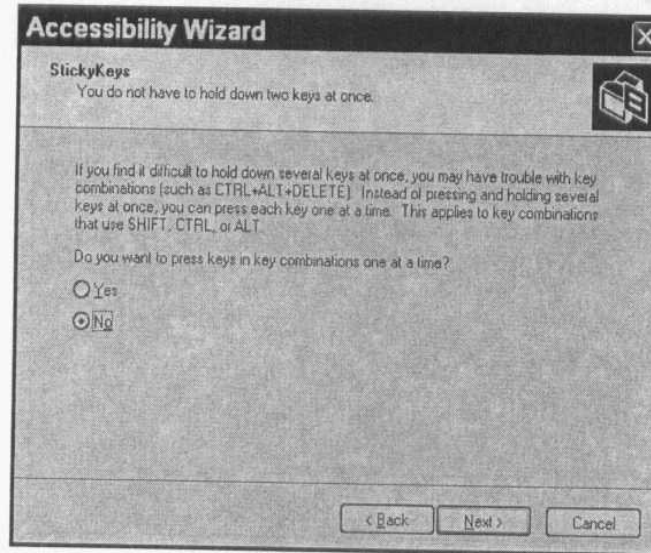 Accessibility Wizard
StickyKeys
You do not have to hold down two keys at once.
If you find it difficult to hold down several keys at once, you may have trouble with key
combinations (such as CTRL+ALT+DELETE). Instead of pressing and holding several
keys at once, you can press each key one at a time. This applies to key combinations
that use SHIFT, CTRL, or ALT.
Do you want to press keys in key combinations one at a time?
Yes
No
< Back
Next >
Cancel